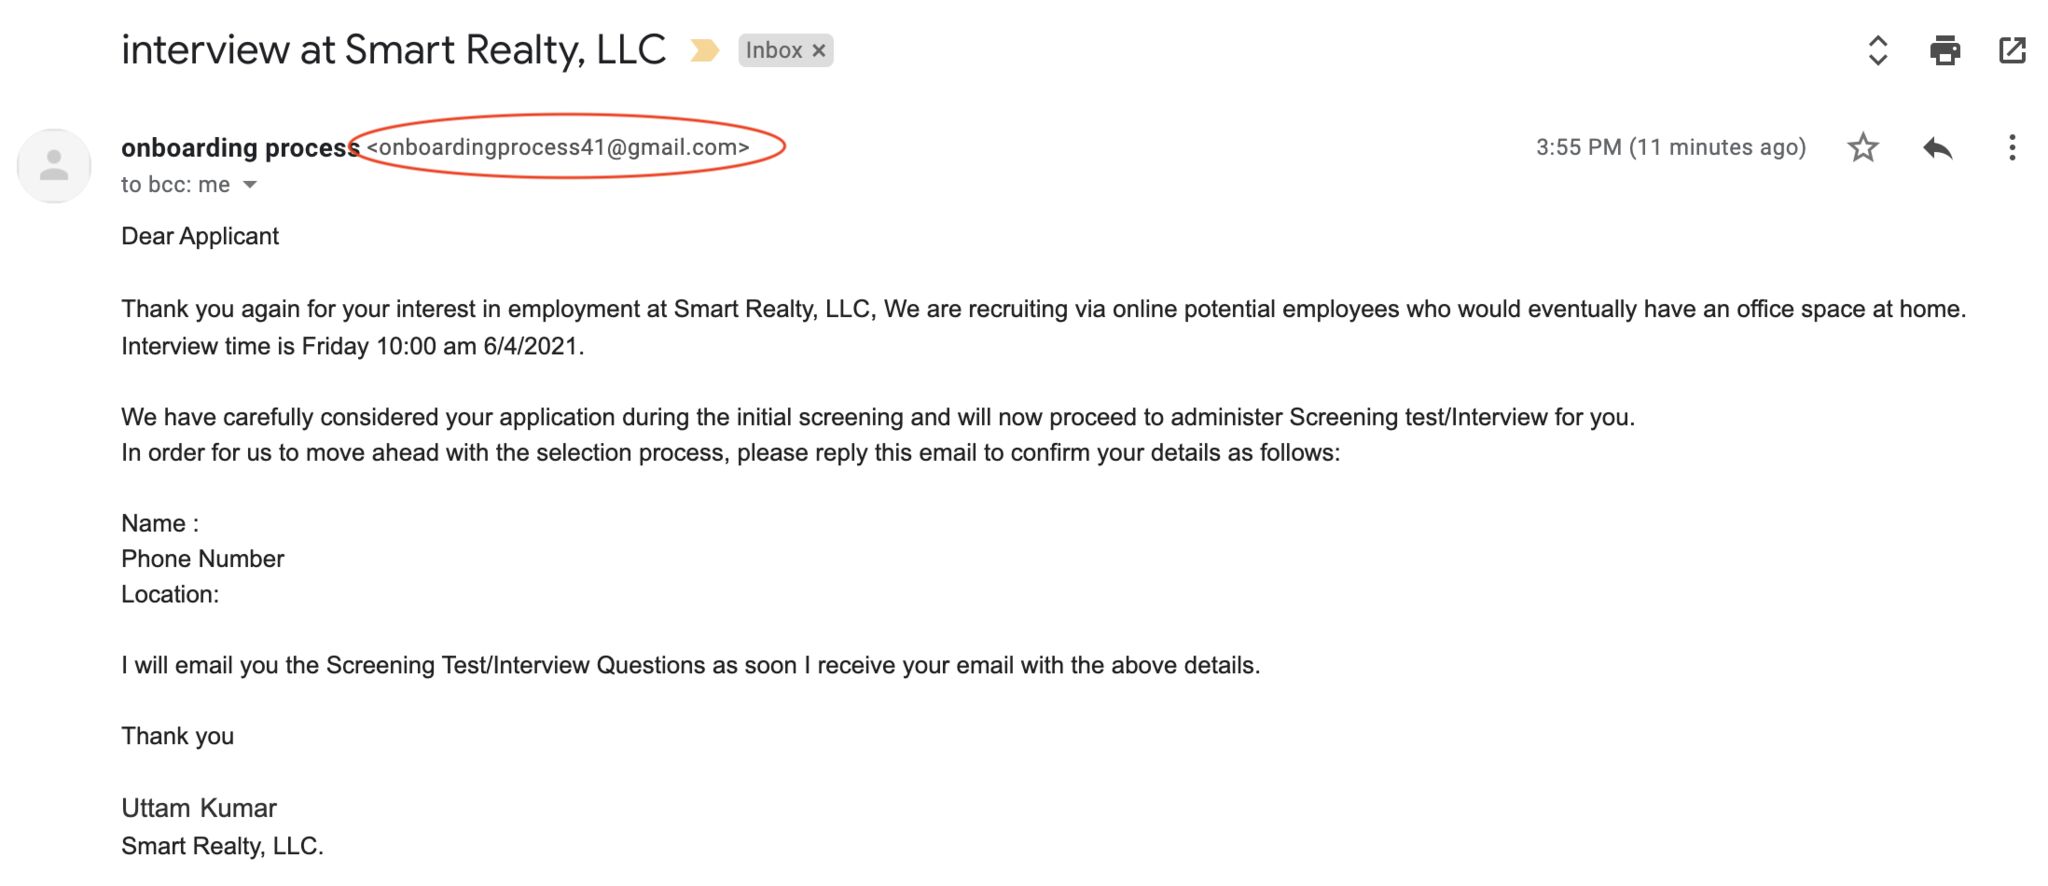 interview at Smart Realty, LLC Inbox ×
onboarding process <onboardingprocess41@gmail.com> 3:55 PM (11 minutes ago)
to bcc: me
Dear Applicant
Thank you again for your interest in employment at Smart Realty, LLC, We are recruiting via online potential employees who would eventually have an office space at home.
Interview time is Friday 10:00 am 6/4/2021.
We have carefully considered your application during the initial screening and will now proceed to administer Screening test/Interview for you.
In order for us to move ahead with the selection process, please reply this email to confirm your details as follows:
Name :
Phone Number
Location:
I will email you the Screening Test/Interview Questions as soon I receive your email with the above details.
Thank you
Uttam Kumar
Smart Realty, LLC.